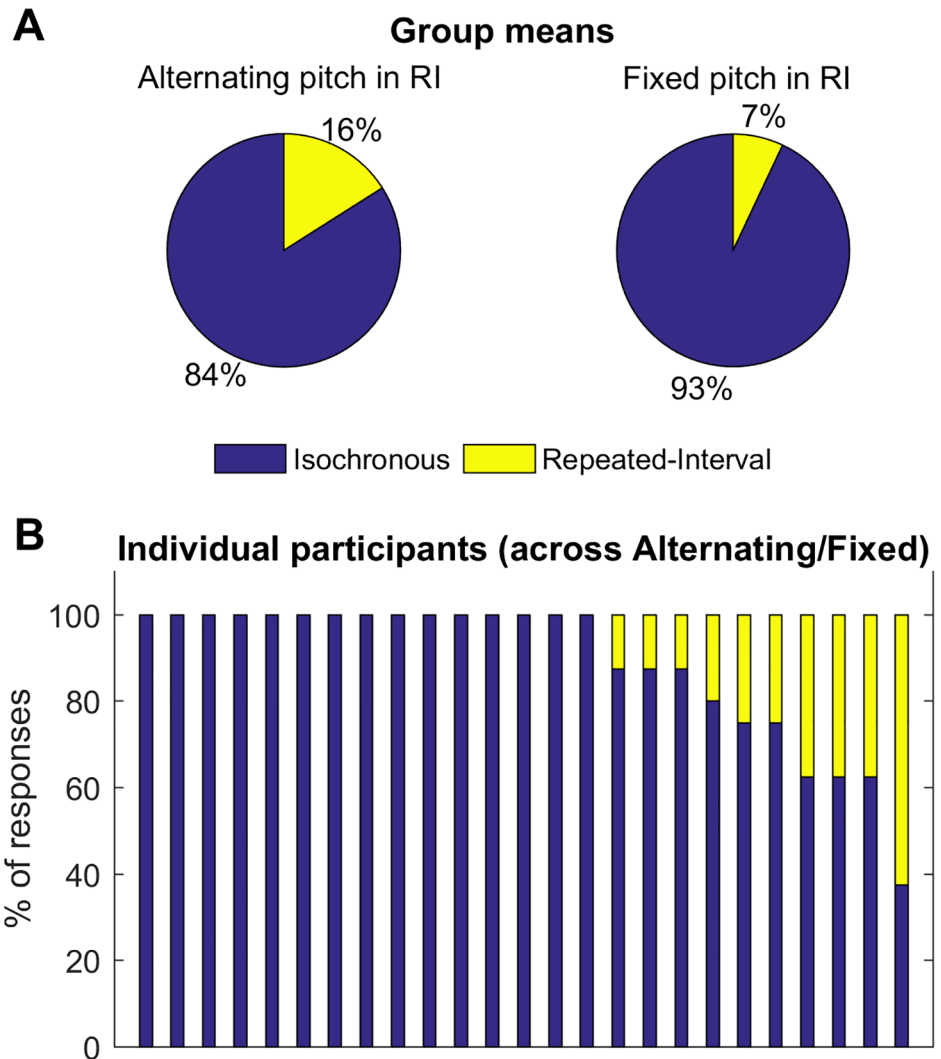 A
Group means
Alternating pitch in RI
Fixed pitch in RI
16%
7%
84%
93%
Isochronous
Repeated-Interval
B
Individual participants (across Alternating/Fixed)
% of responses
100
80
60
40
20
0